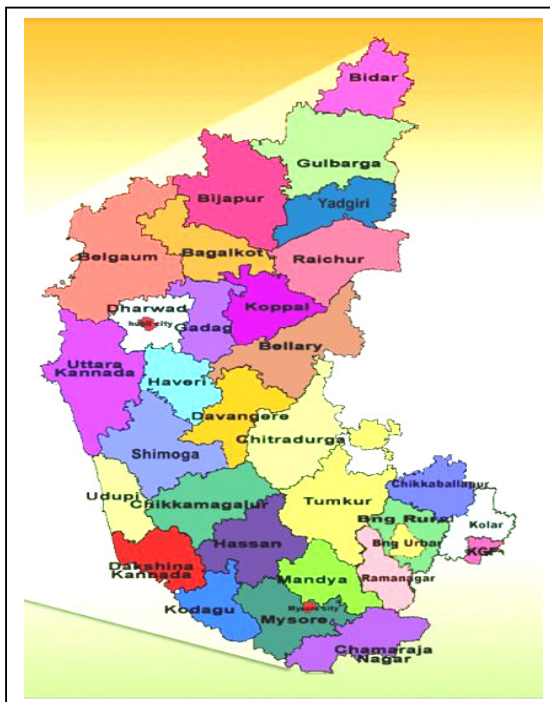 Bidar
Gulbarga
Bijapur
Yadgiri
Bagalkot
Belgaum
Raichur
Dharwad
hubli city
Gadag
Koppal
Bellary
Uttara
Kannada
Haveri
Davangere
Chitradurga
Shimoga
Chikkaballapur
Udupi
Chikkamagalur
Tumkur
Bng Rural
Kolar
Bng Urban
Hassan
KGF
Dakshina
Kannada
Mandya
Ramanagar
Kodagu
Mysore city
Mysore
Chamaraja
Nagar